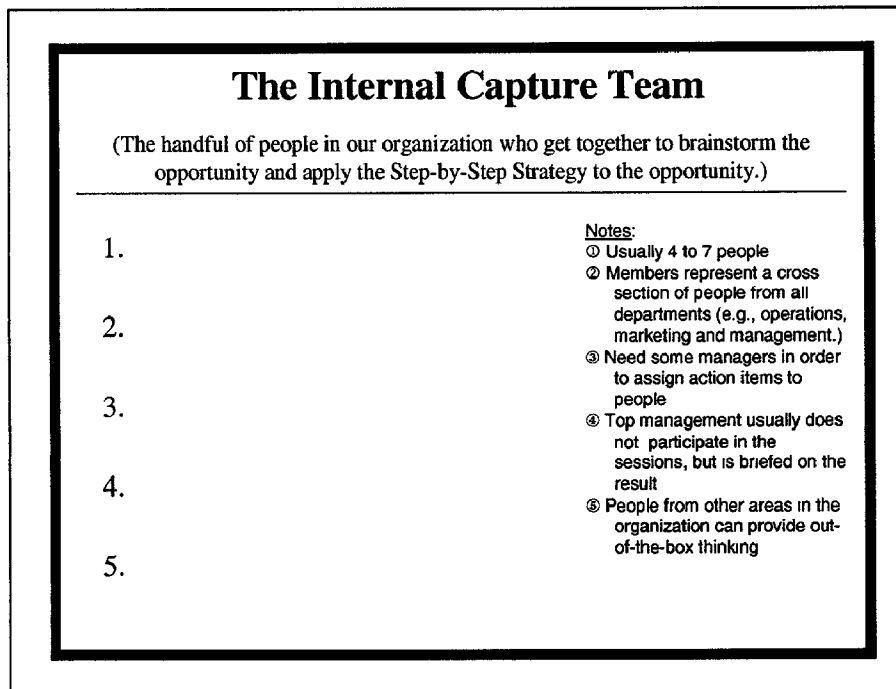 The Internal Capture Team
(The handful of people in our organization who get together to brainstorm the
opportunity and apply the Step-by-Step Strategy to the opportunity.)
1.
2.
3.
4.
5.
Notes:
① Usually 4 to 7 people
② Members represent a cross
section of people from all
departments (e.g., operations,
marketing and management.)
③ Need some managers in order
to assign action items to
people
④ Top management usually does
not participate in the
sessions, but is briefed on the
result
⑤ People from other areas in the
organization can provide out-
of-the-box thinking